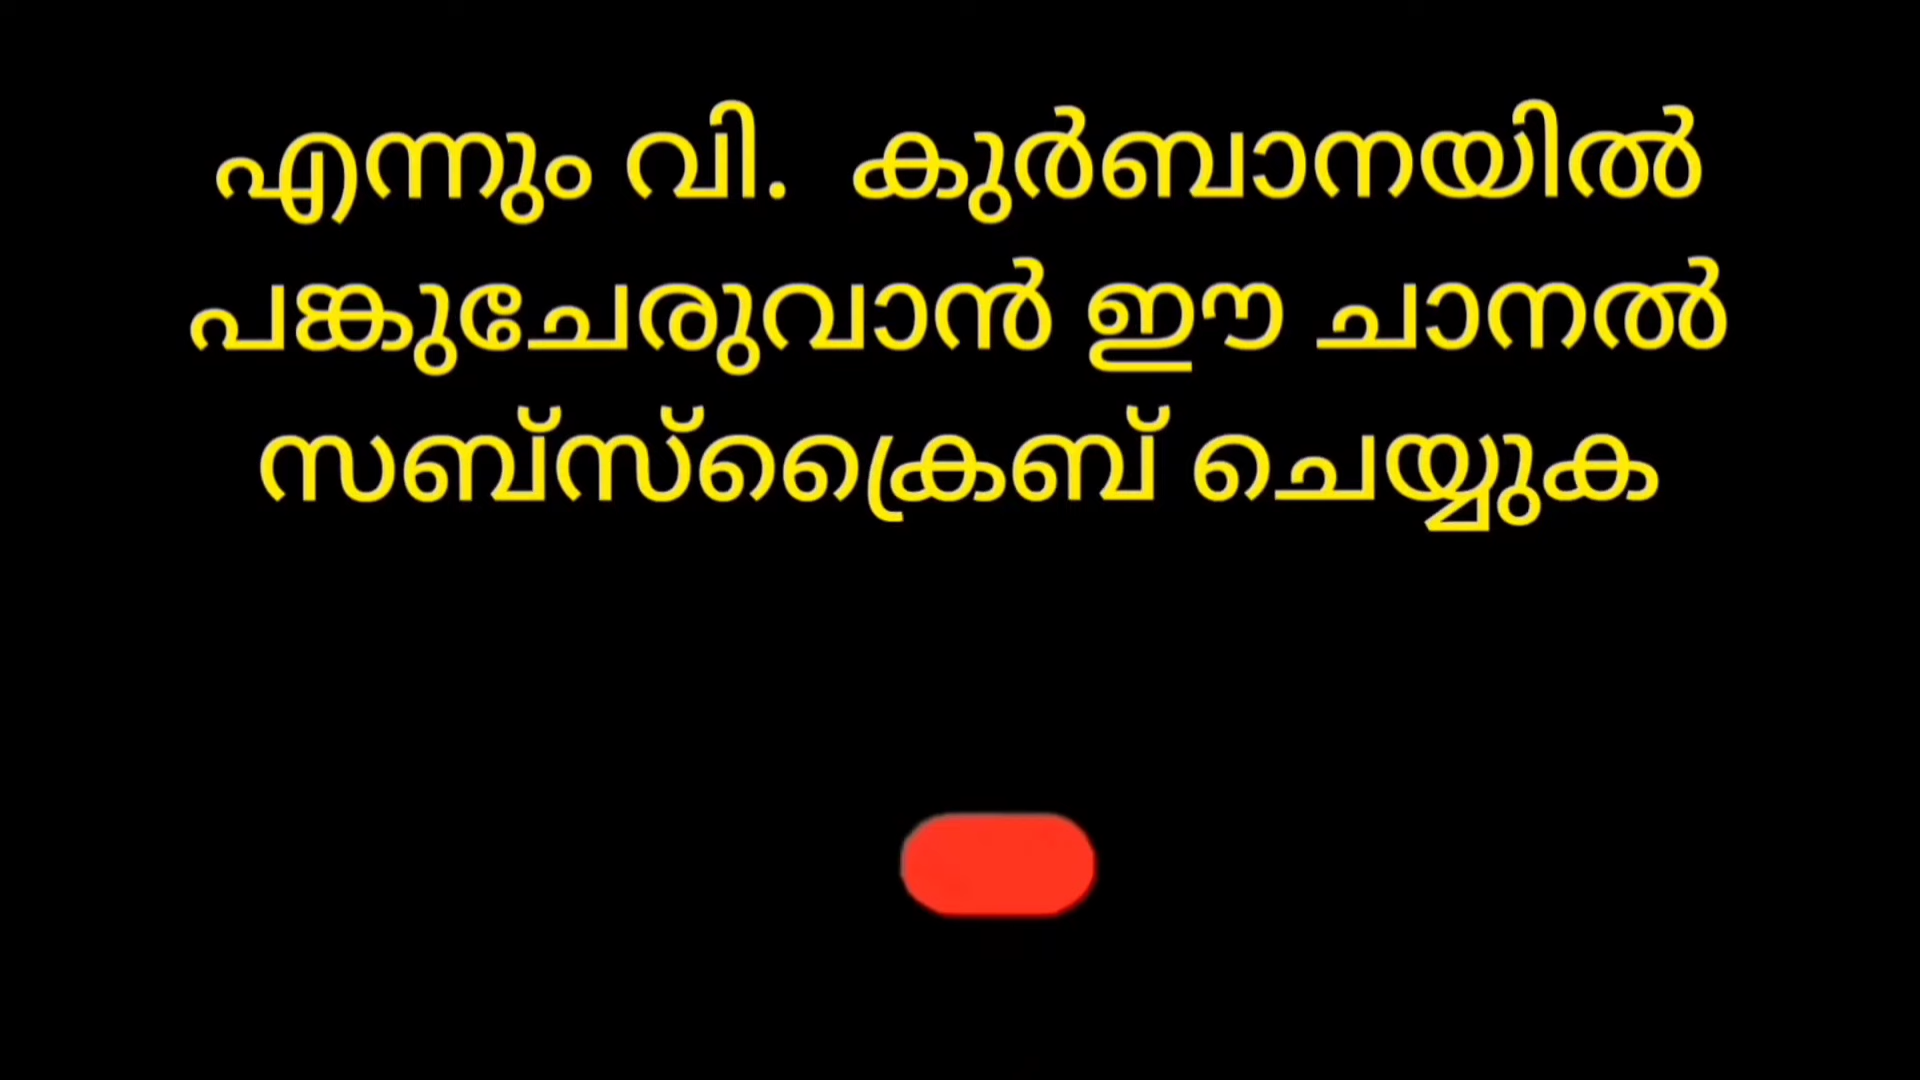 എന്നും വി. കുർബാനയിൽ
പങ്കുചേരുവാൻ ഈ ചാനൽ
സബ്സ്ക്രൈബ് ചെയ്യുക